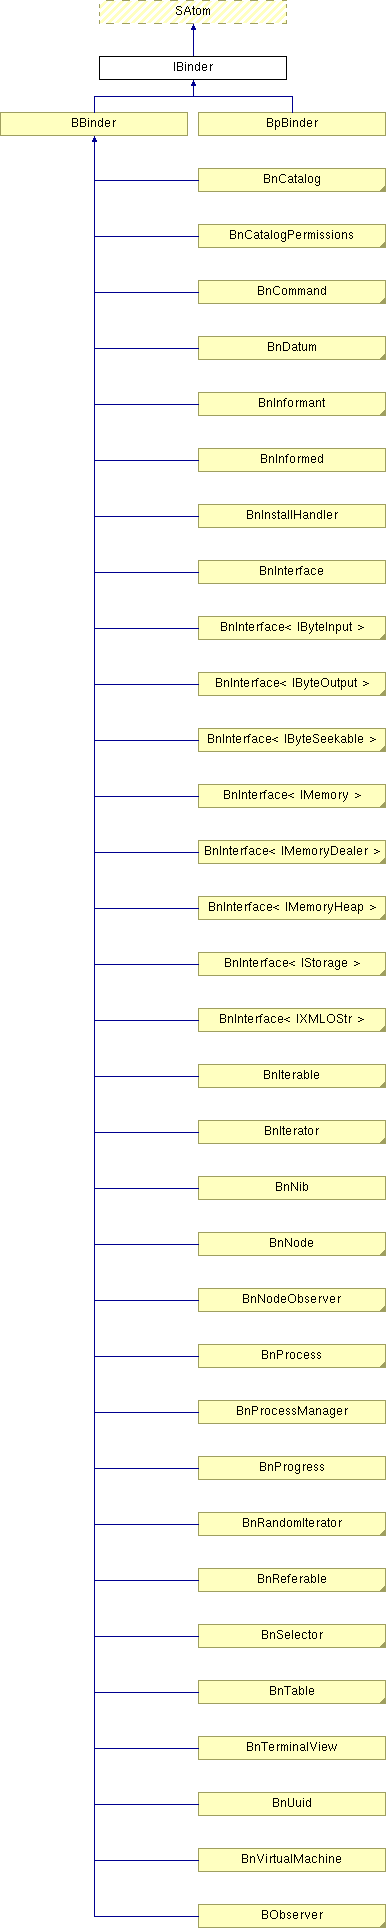 SAtom
IBinder
BBinder
BpBinder
BnCatalog
BnCatalogPermissions
BnCommand
BnDatum
BnInformant
BnInformed
BnInstallHandler
BnInterface
BnInterface< IByteInput >
BnInterface< IByteOutput >
BnInterface< IByteSeekable >
BnInterface< IMemory >
BnInterface< IMemoryDealer >
BnInterface< IMemoryHeap >
BnInterface< IStorage >
BnInterface< IXMLOStr >
BnIterable
BnIterator
BnNib
BnNode
BnNodeObserver
BnProcess
BnProcessManager
BnProgress
BnRandomIterator
BnReferable
BnSelector
BnTable
BnTerminalView
BnUuid
BnVirtualMachine
BObserver